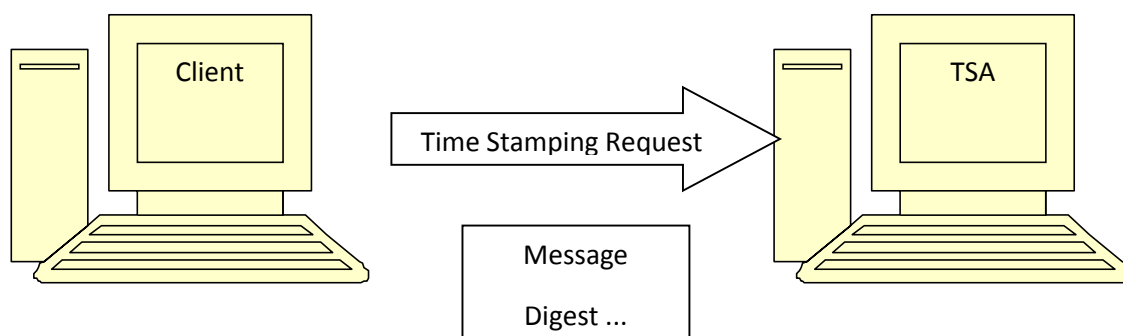 Client
TSA
Time Stamping Request
Message
Digest ...